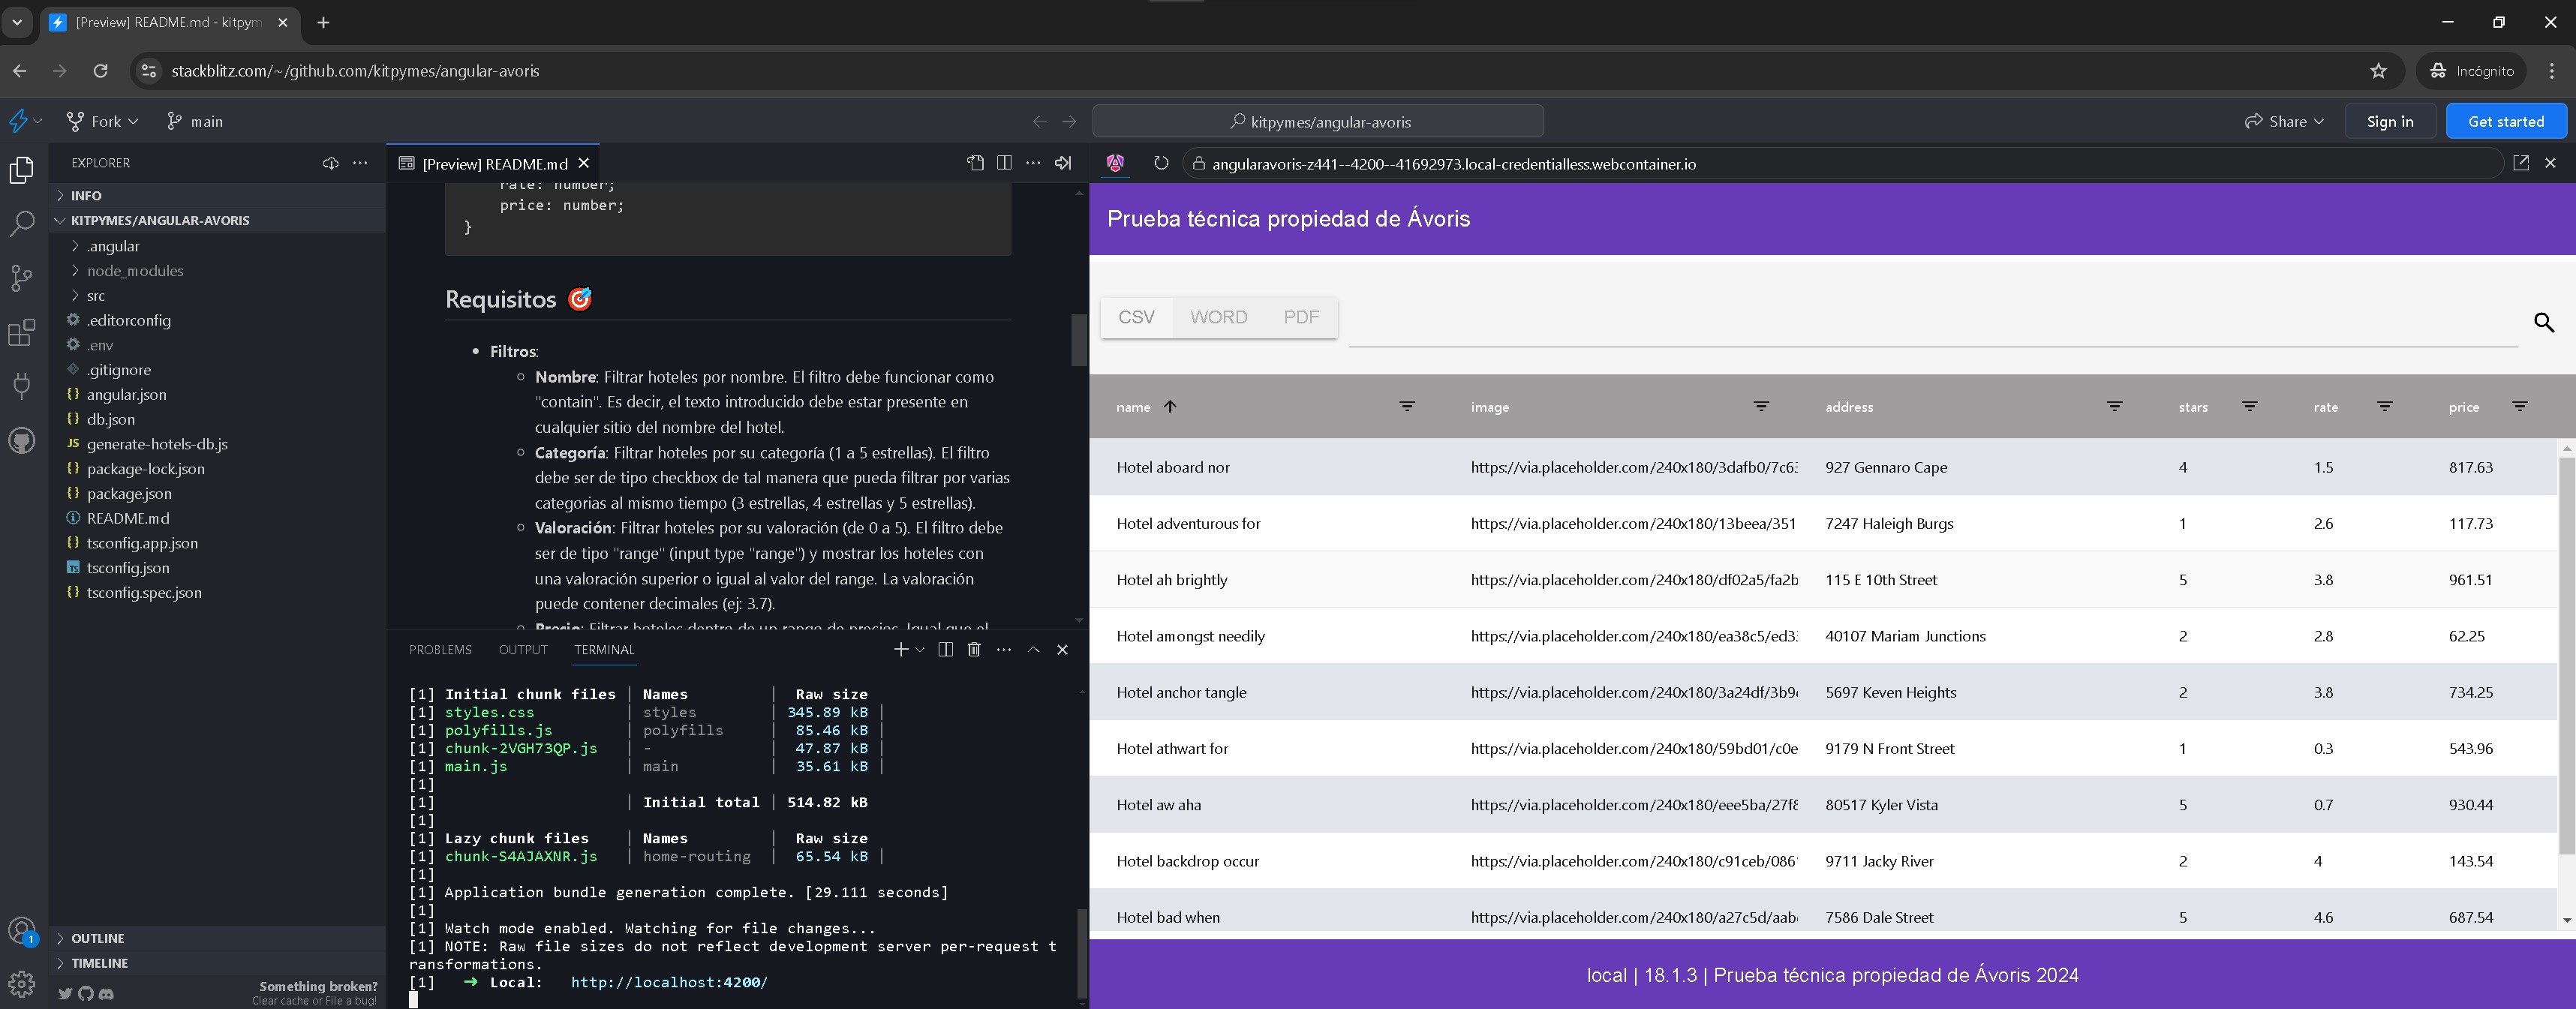 [Preview] README.md - kitpym
stackblitz.com/~/github.com/kitpymes/angular-avoris
Incógnito
Fork
main
kitpymes/angular-avoris
Share
Sign in
Get started
EXPLORER
INFO
KITPYMES/ANGULAR-AVORIS
.angular
node_modules
src
.editorconfig
.env
.gitignore
angular.json
db.json
generate-hotels-db.js
package-lock.json
package.json
README.md
tsconfig.app.json
tsconfig.json
tsconfig.spec.json
OUTLINE
TIMELINE
Something broken?
Clear cache or File a bug!
1
[Preview] README.md
rate: number;
price: number;
}
Requisitos
Filtros:
Nombre: Filtrar hoteles por nombre. El filtro debe funcionar como
"contain". Es decir, el texto introducido debe estar presente en
cualquier sitio del nombre del hotel.
Categoría: Filtrar hoteles por su categoría (1 a 5 estrellas). El filtro
debe ser de tipo checkbox de tal manera que pueda filtrar por varias
categorias al mismo tiempo (3 estrellas, 4 estrellas y 5 estrellas).
Valoración: Filtrar hoteles por su valoración (de 0 a 5). El filtro debe
ser de tipo "range" (input type "range") y mostrar los hoteles con
una valoración superior o igual al valor del range. La valoración
puede contener decimales (ej: 3.7).
Precio: Filtrar hoteles dentro de un rango de precios. Igual que el
PROBLEMS OUTPUT TERMINAL
[1] Initial chunk files | Names | Raw size
[1] styles.css | styles | 345.89 kB |
[1] polyfills.js | polyfills | 85.46 kB |
[1] chunk-2VGH73QP.js | - | 47.87 kB |
[1] main.js | main | 35.61 kB |
[1]
[1] | Initial total | 514.82 kB
[1]
[1] Lazy chunk files | Names | Raw size
[1] chunk-S4AJAXNR.js | home-routing | 65.54 kB |
[1]
[1] Application bundle generation complete. [29.111 seconds]
[1]
[1] Watch mode enabled. Watching for file changes...
[1] NOTE: Raw file sizes do not reflect development server per-request t
ransformations.
[1] ➜ Local: http://localhost:4200/
angularavoris-z441--4200--41692973.local-credentialless.webcontainer.io
Prueba técnica propiedad de Ávoris
CSV WORD PDF
name image address stars rate price
Hotel aboard nor https://via.placeholder.com/240x180/3dafb0/7c63 927 Gennaro Cape 4 1.5 817.63
Hotel adventurous for https://via.placeholder.com/240x180/13beea/351 7247 Haleigh Burgs 1 2.6 117.73
Hotel ah brightly https://via.placeholder.com/240x180/df02a5/fa2b 115 E 10th Street 5 3.8 961.51
Hotel amongst needily https://via.placeholder.com/240x180/ea38c5/ed3 40107 Mariam Junctions 2 2.8 62.25
Hotel anchor tangle https://via.placeholder.com/240x180/3a24df/3b9 5697 Keven Heights 2 3.8 734.25
Hotel athwart for https://via.placeholder.com/240x180/59bd01/c0e 9179 N Front Street 1 0.3 543.96
Hotel aw aha https://via.placeholder.com/240x180/eee5ba/27f8 80517 Kyler Vista 5 0.7 930.44
Hotel backdrop occur https://via.placeholder.com/240x180/c91ceb/086 9711 Jacky River 2 4 143.54
Hotel bad when https://via.placeholder.com/240x180/a27c5d/aab 7586 Dale Street 5 4.6 687.54
local | 18.1.3 | Prueba técnica propiedad de Ávoris 2024